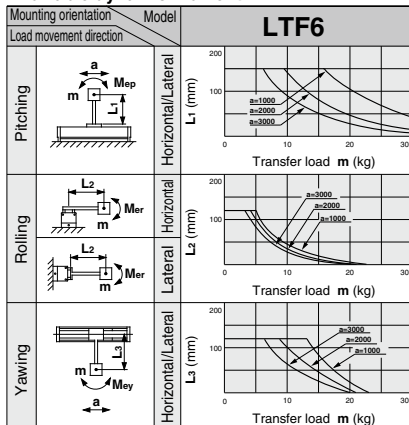 Mounting orientation
Model
Load movement direction
LTF6
Pitching
a
Mep
m
L1
Horizontal/Lateral
L1 (mm)
200
100
a=1000
a=2000
a=3000
0
10
20
30
Transfer load m (kg)
Rolling
L2
Mer
m
Horizontal
L2
Mer
m
Lateral
L2 (mm)
200
100
a=3000
a=2000
a=1000
0
10
20
30
Transfer load m (kg)
Yawing
L3
m
Mey
a
Horizontal/Lateral
L3 (mm)
200
100
a=3000
a=2000
a=1000
0
10
20
30
Transfer load m (kg)